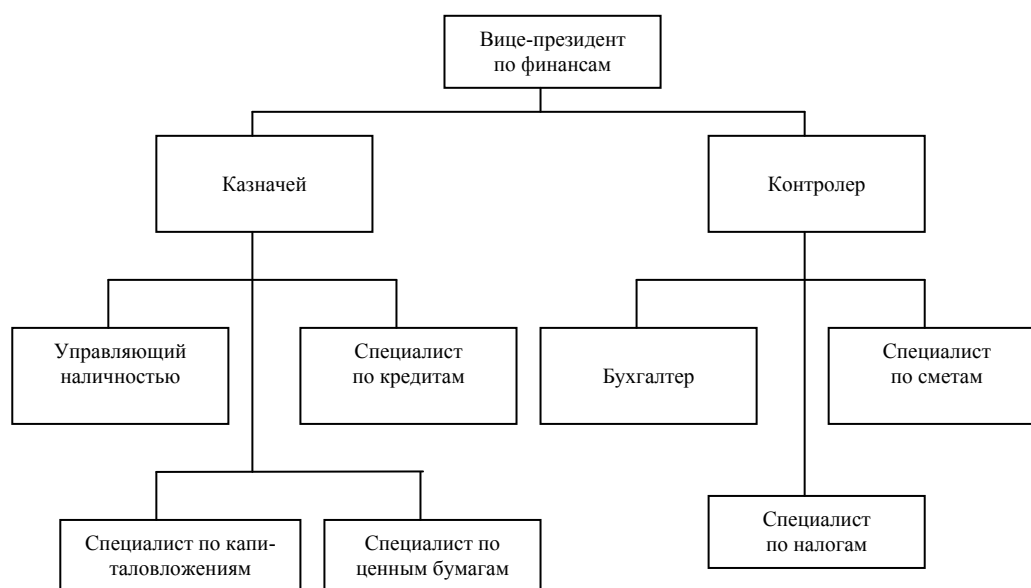 Вице-президент
по финансам
Казначей
Контролер
Управляющий
наличностью
Специалист
по кредитам
Бухгалтер
Специалист
по сметам
Специалист по капи-
таловложениям
Специалист по
ценным бумагам
Специалист
по налогам